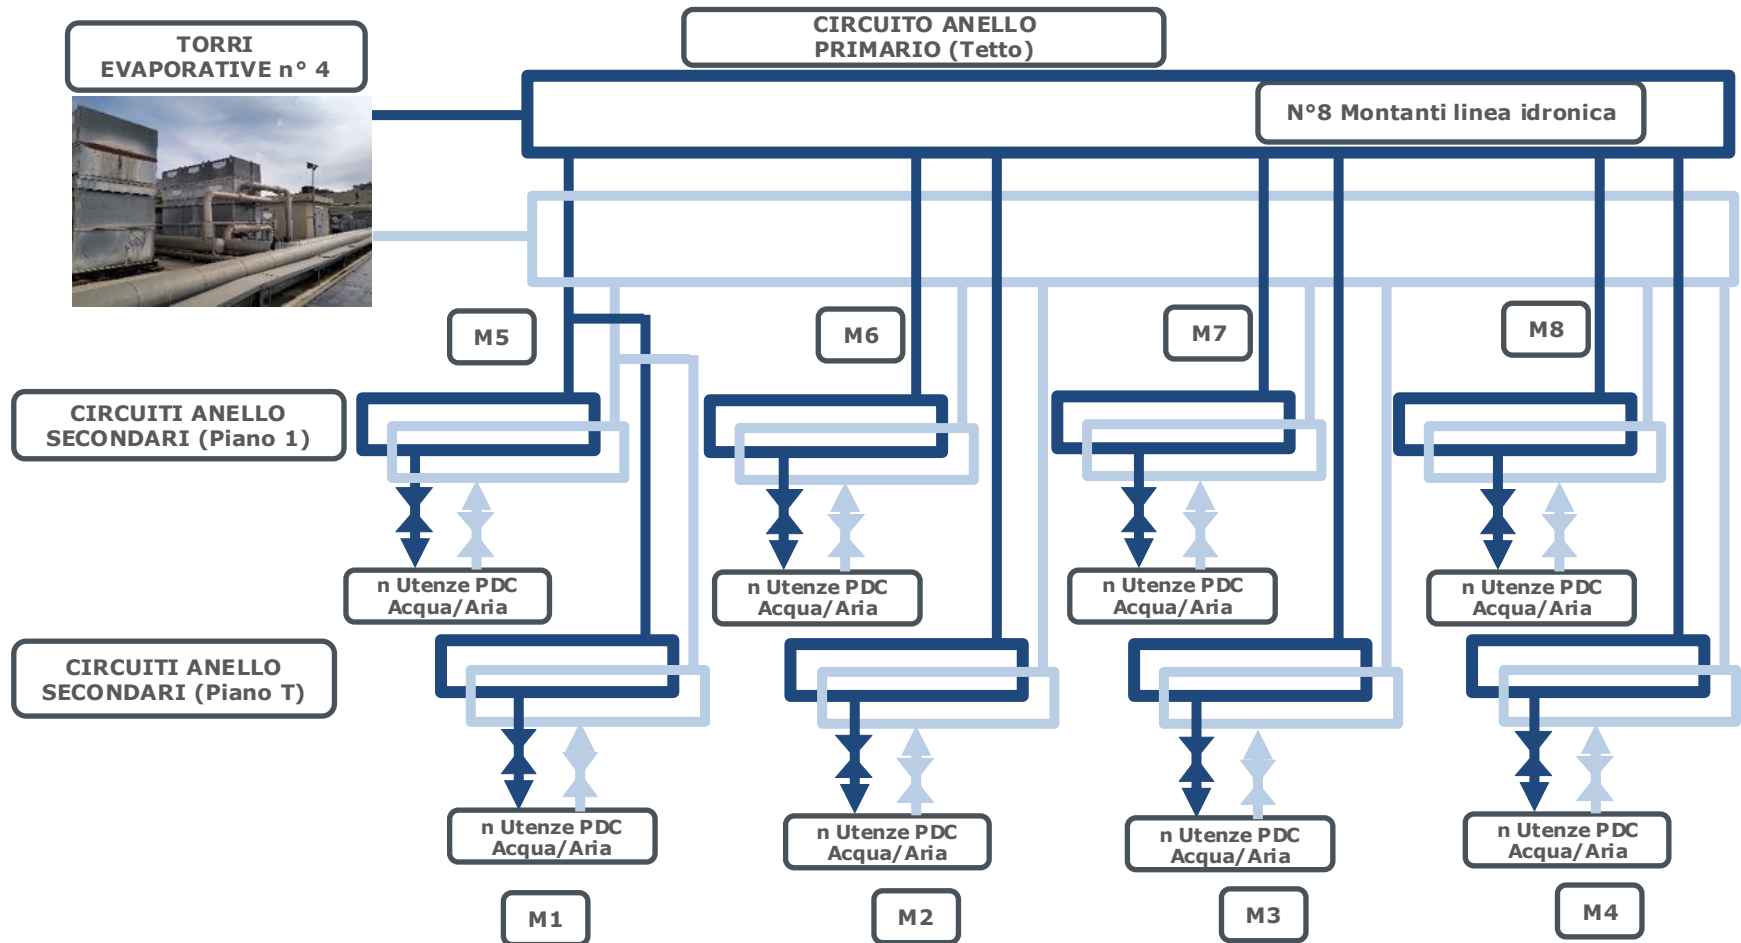 TORRI
EVAPORATIVE n° 4
CIRCUITO ANELLO
PRIMARIO (Tetto)
N°8 Montanti linea idronica
M5
M6
M7
M8
CIRCUITI ANELLO
SECONDARI (Piano 1)
n Utenze PDC
Acqua/Aria
n Utenze PDC
Acqua/Aria
n Utenze PDC
Acqua/Aria
n Utenze PDC
Acqua/Aria
CIRCUITI ANELLO
SECONDARI (Piano T)
n Utenze PDC
Acqua/Aria
n Utenze PDC
Acqua/Aria
n Utenze PDC
Acqua/Aria
n Utenze PDC
Acqua/Aria
M1
M2
M3
M4